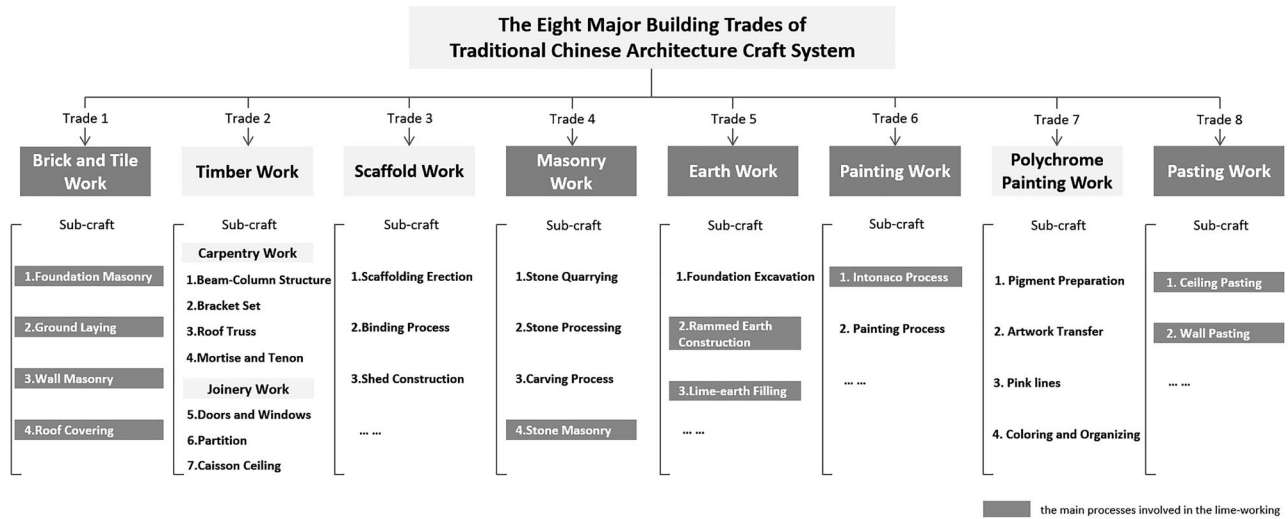 The Eight Major Building Trades of
Traditional Chinese Architecture Craft System
Trade 1
Brick and Tile
Work
Sub-craft
1.Foundation Masonry
2.Ground Laying
3.Wall Masonry
4.Roof Covering
Trade 2
Timber Work
Sub-craft
Carpentry Work
1.Beam-Column Structure
2.Bracket Set
3.Roof Truss
4.Mortise and Tenon
Joinery Work
5.Doors and Windows
6.Partition
7.Caisson Ceiling
Trade 3
Scaffold Work
Sub-craft
1.Scaffolding Erection
2.Binding Process
3.Shed Construction
... ...
Trade 4
Masonry
Work
Sub-craft
1.Stone Quarrying
2.Stone Processing
3.Carving Process
4.Stone Masonry
Trade 5
Earth Work
Sub-craft
1.Foundation Excavation
2.Rammed Earth
Construction
3.Lime-earth Filling
... ...
Trade 6
Painting Work
Sub-craft
1. Intonaco Process
2. Painting Process
... ...
Trade 7
Polychrome
Painting Work
Sub-craft
1. Pigment Preparation
2. Artwork Transfer
3. Pink lines
4. Coloring and Organizing
Trade 8
Pasting Work
Sub-craft
1. Ceiling Pasting
2. Wall Pasting
... ...
the main processes involved in the lime-working